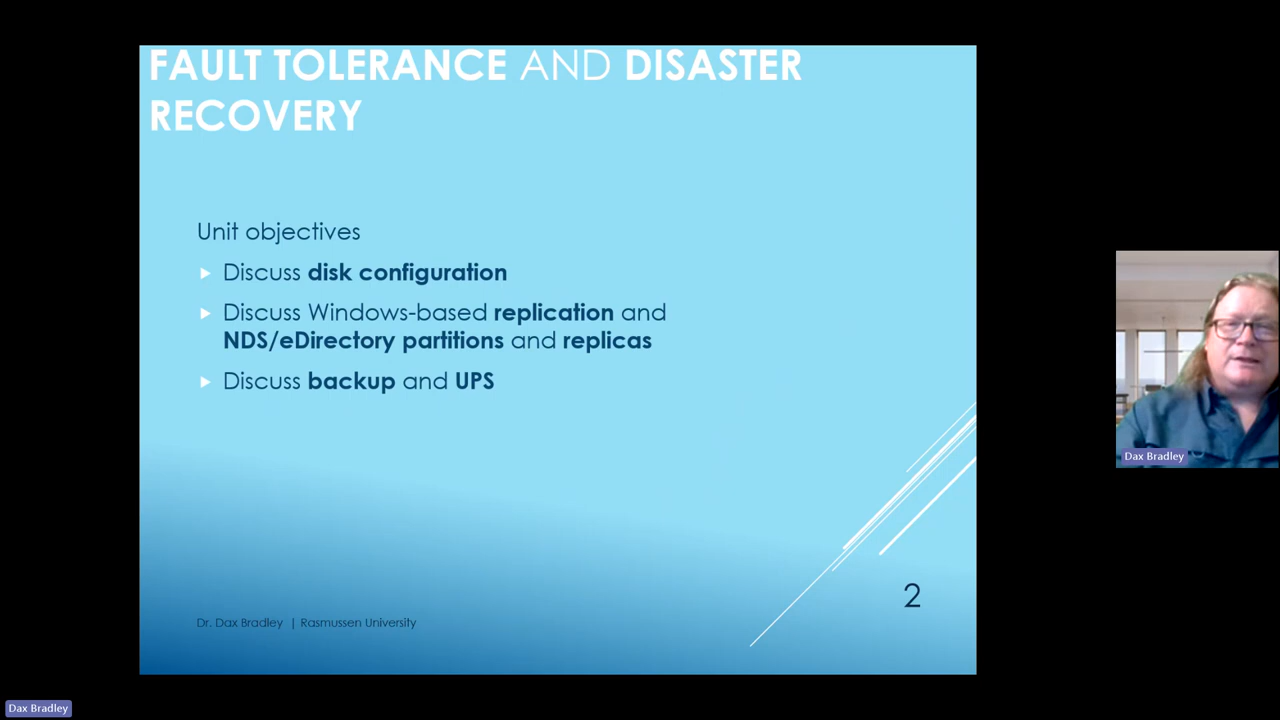 FAULT TOLERANCE AND DISASTER
RECOVERY
Unit objectives
Discuss disk configuration
Discuss Windows-based replication and
NDS/eDirectory partitions and replicas
Discuss backup and UPS
2
Dr. Dax Bradley | Rasmussen University
Dax Bradley
Dax Bradley